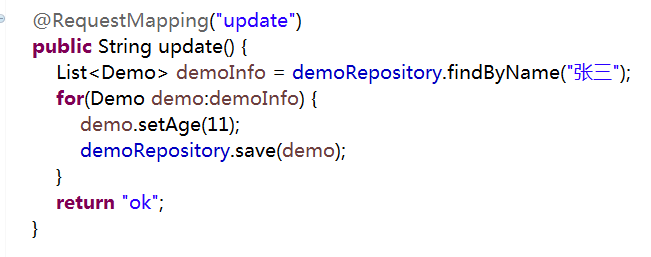 @RequestMapping("update")
public String update() {
List<Demo> demoInfo = demoRepository.findByName("张三");
for(Demo demo:demoInfo) {
demo.setAge(11);
demoRepository.save(demo);
}
return "ok";
}